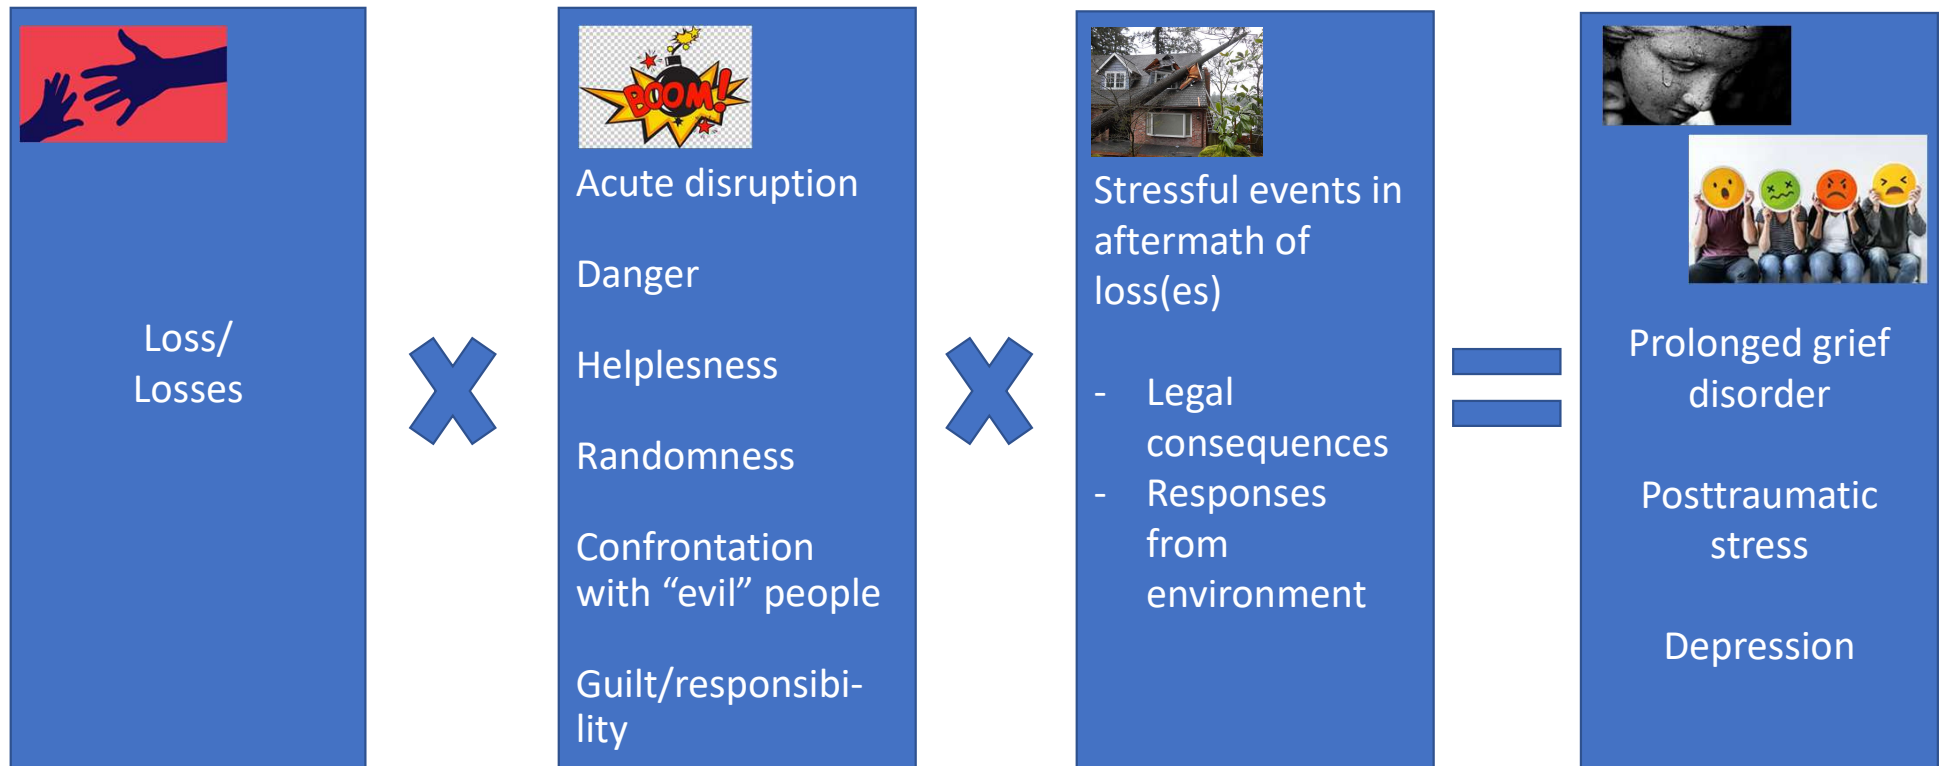 Loss/
Losses
BOOM!
Acute disruption
Danger
Helplesness
Randomness
Confrontation
with “evil” people
Guilt/responsibi-
lity
Stressful events in
aftermath of
loss(es)
- Legal
consequences
- Responses
from
environment
Prolonged grief
disorder
Posttraumatic
stress
Depression